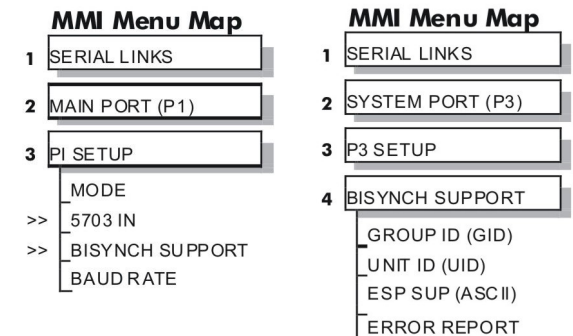 MMI Menu Map
1 SERIAL LINKS
2 MAIN PORT (P1)
3 PI SETUP
MODE
>> 5703 IN
>> BISYNCH SUPPORT
BAUD RATE
MMI Menu Map
1 SERIAL LINKS
2 SYSTEM PORT (P3)
3 P3 SETUP
4 BISYNCH SUPPORT
GROUP ID (GID)
UNIT ID (UID)
ESP SUP (ASCII)
ERROR REPORT